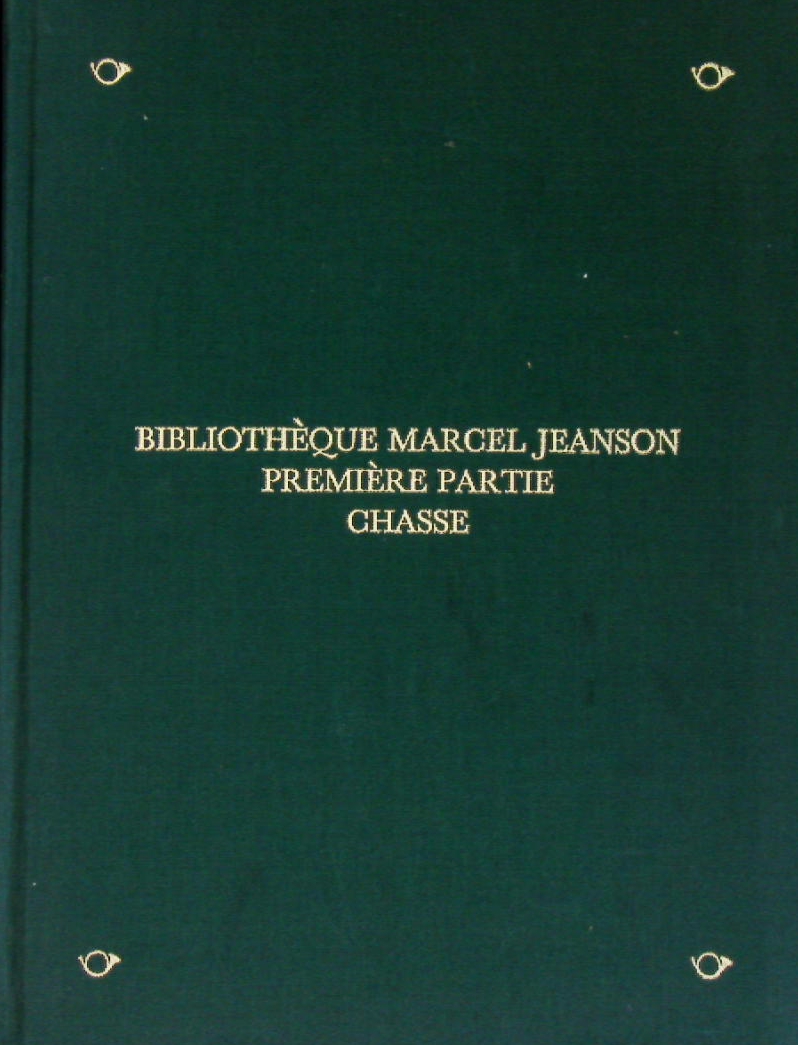 BIBLIOTHÈQUE MARCEL JEANSON
PREMIÈRE PARTIE
CHASSE